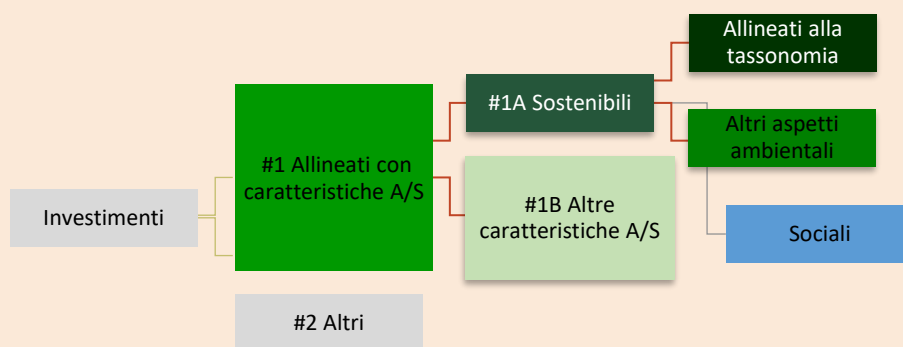 Investimenti
#1 Allineati con
caratteristiche A/S
#2 Altri
#1A Sostenibili
#1B Altre
caratteristiche A/S
Allineati alla
tassonomia
Altri aspetti
ambientali
Sociali